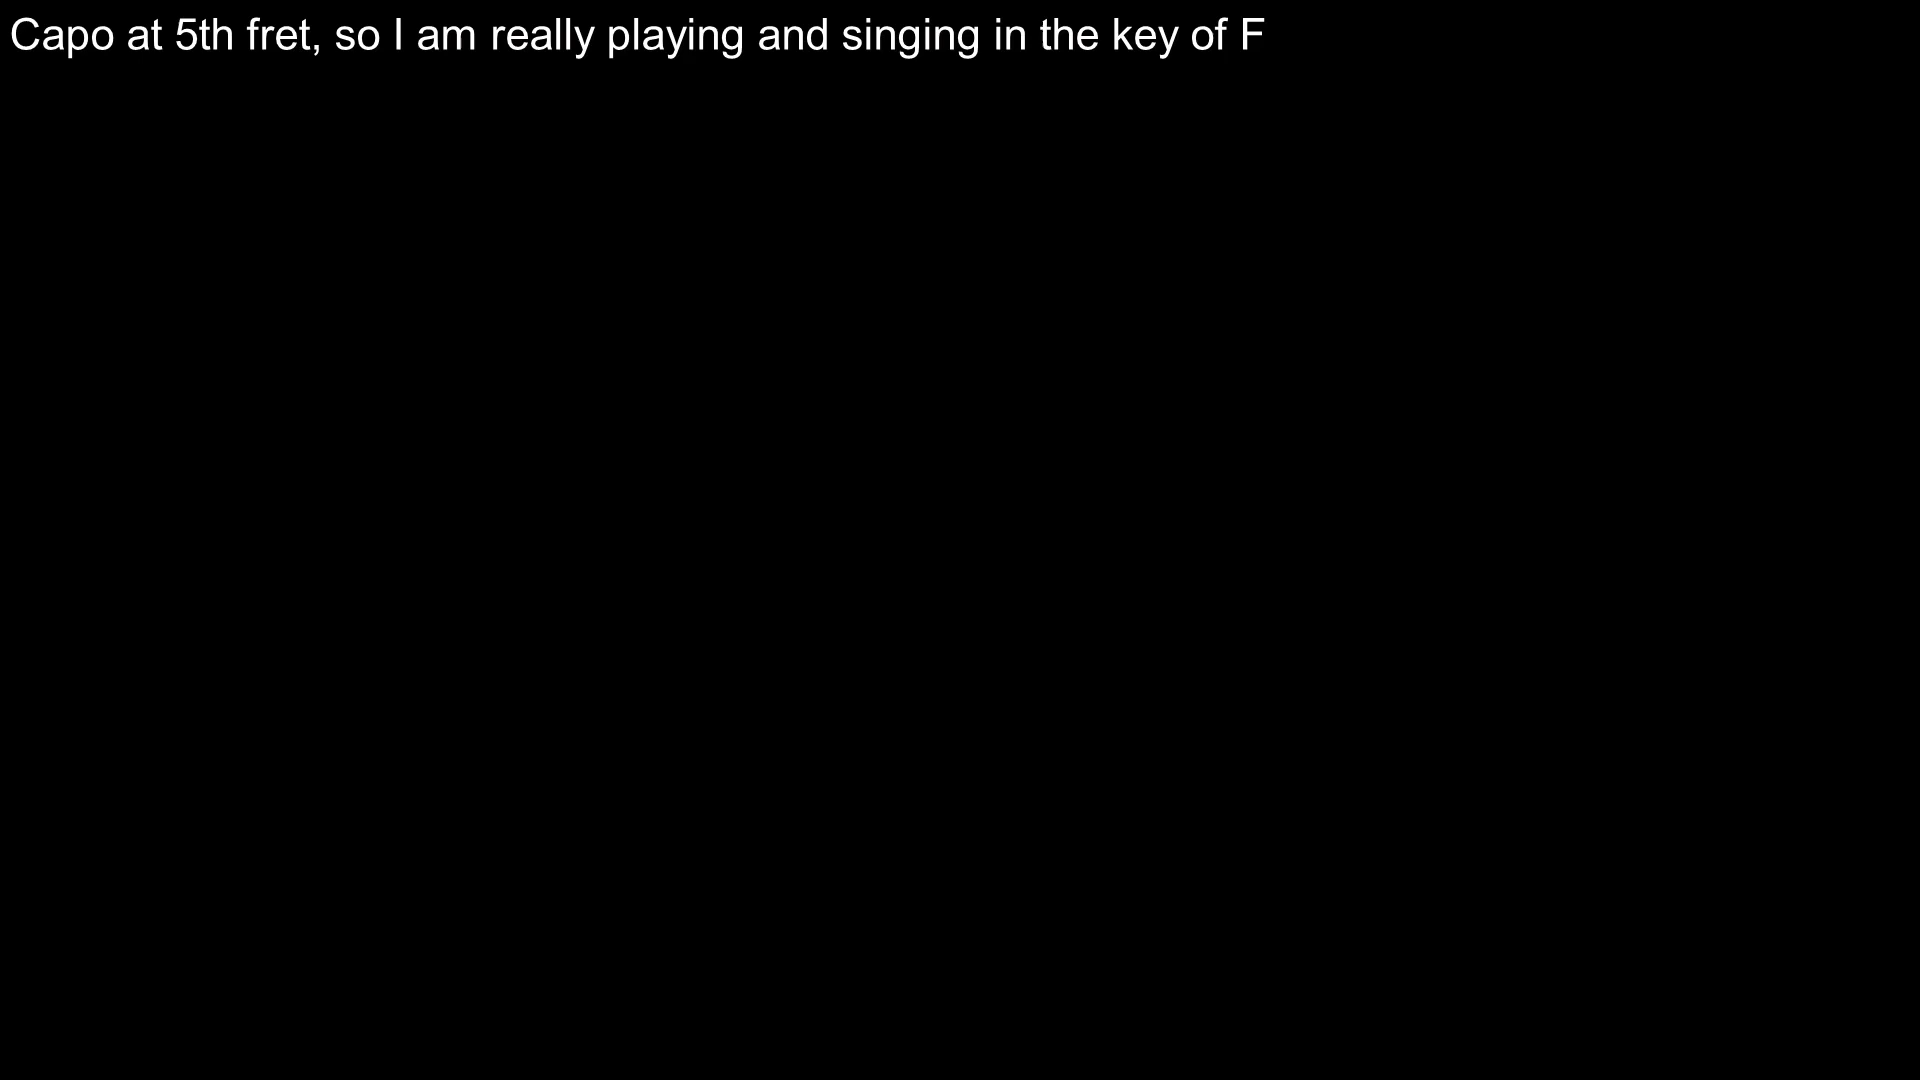 Capo at 5th fret, so I am really playing and singing in the key of F